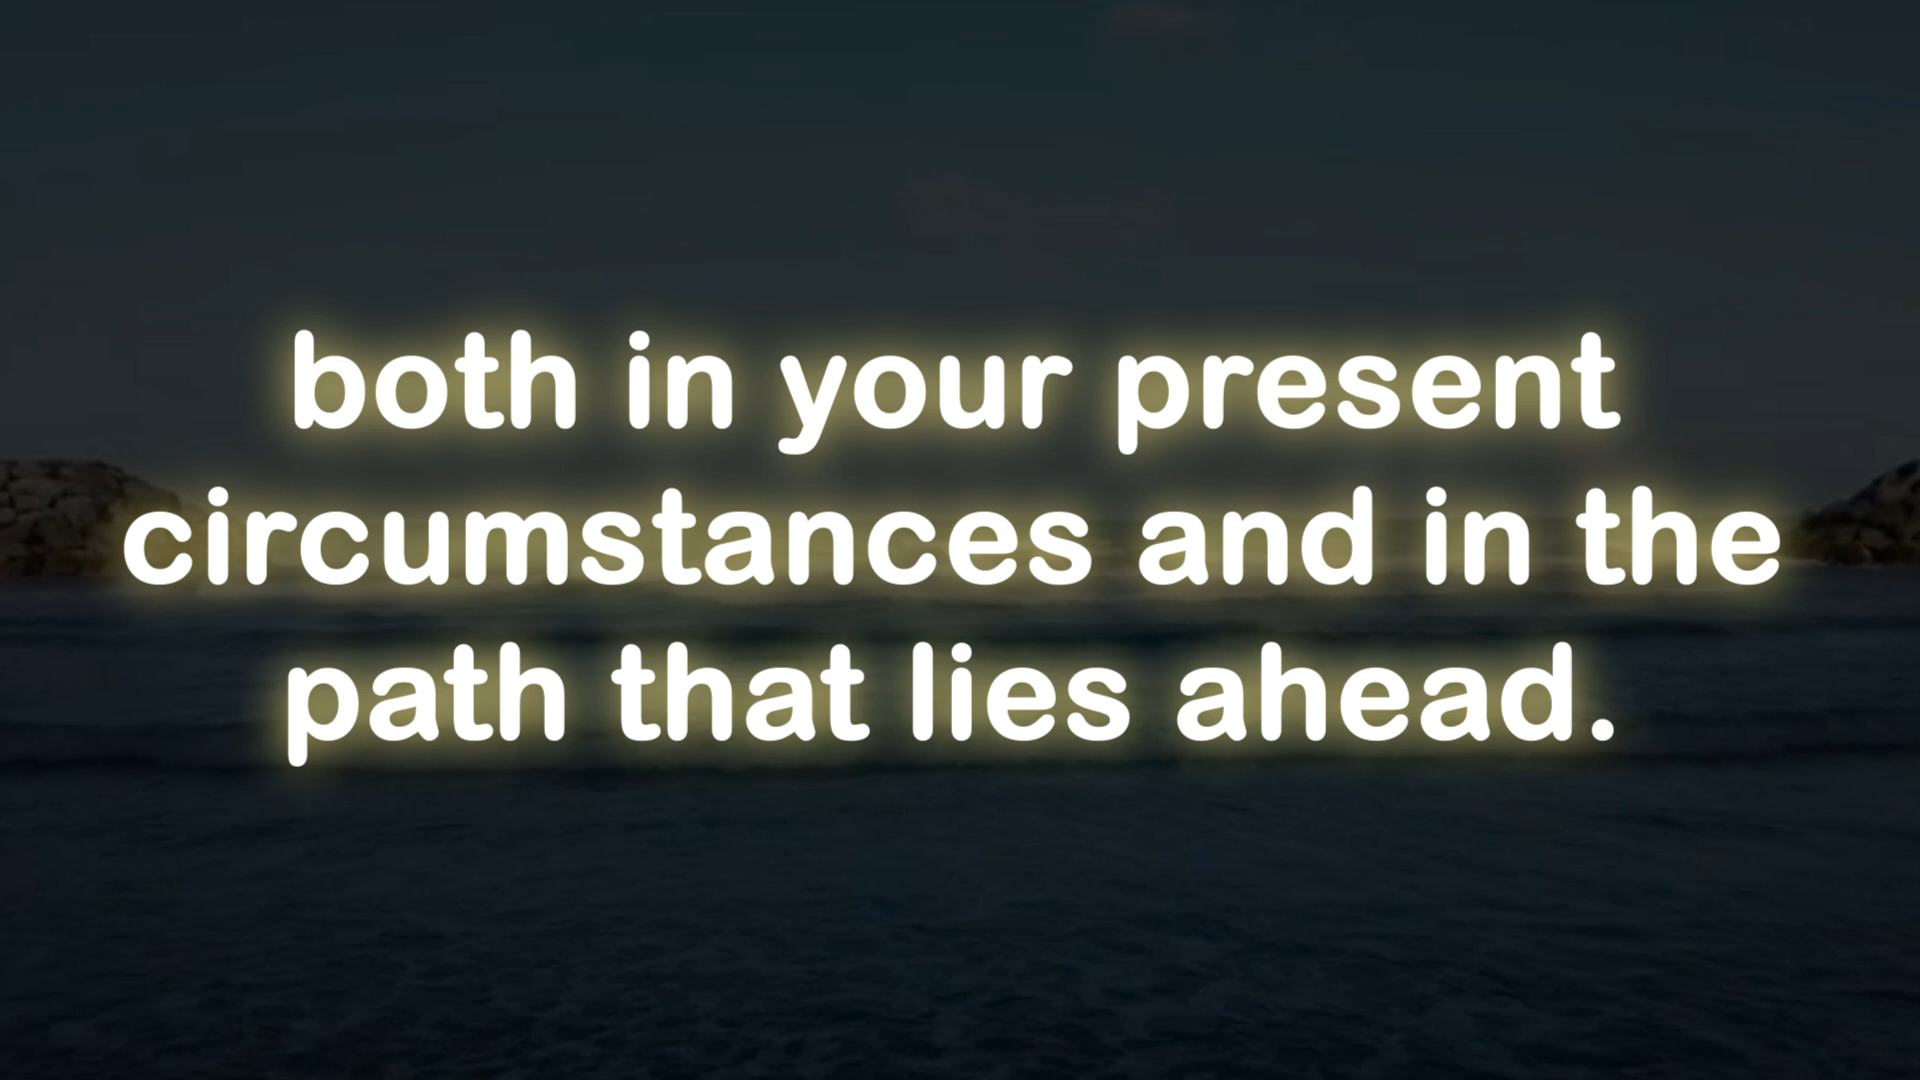 both in your present
circumstances and in the
path that lies ahead.